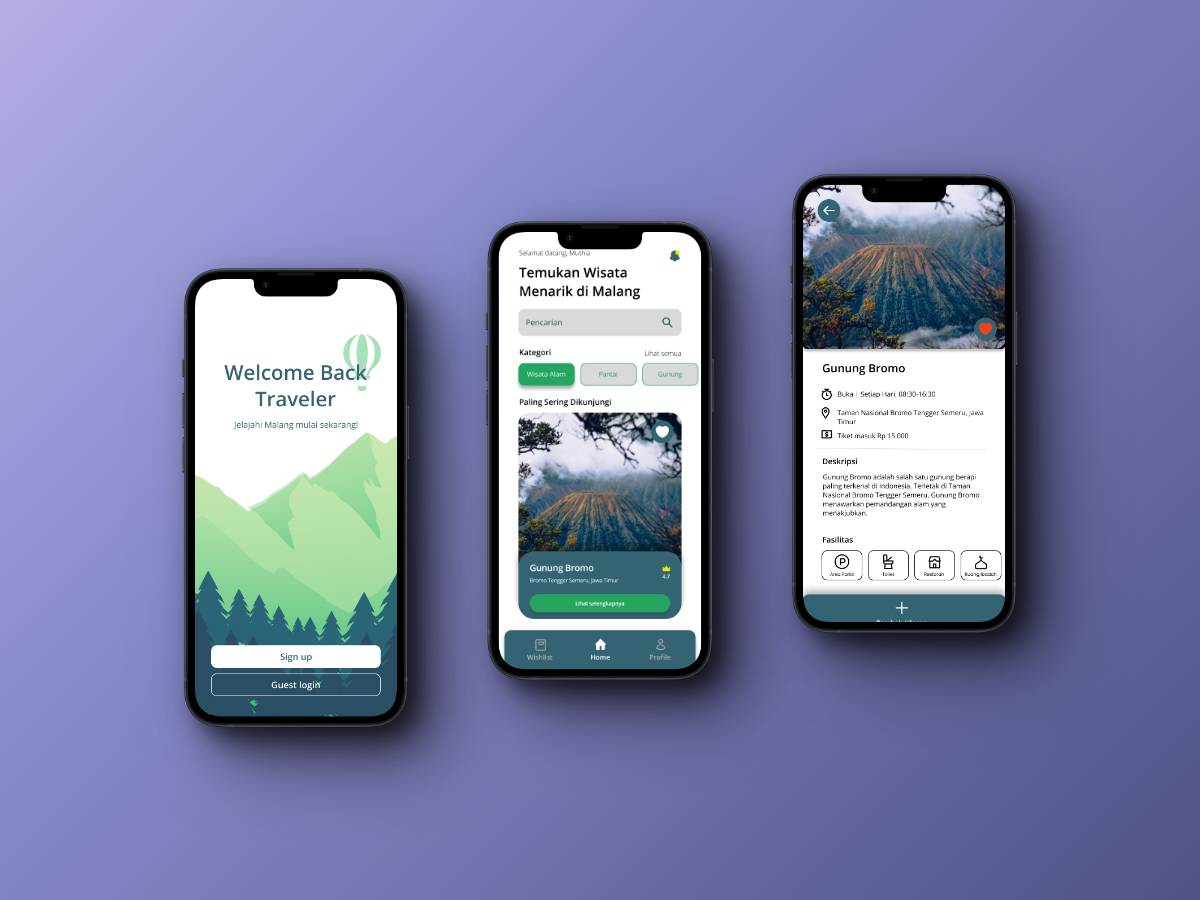 Welcome Back
Traveler
Jelajahi Malang mulai sekarang!
Sign up
Guest login
Selamat datang, Muthia
Temukan Wisata
Menarik di Malang
Pencarian
Kategori
Lihat semua
Wisata Alam
Pantai
Gunung
Paling Sering Dikunjungi
Gunung Bromo
Bromo Tengger Semeru, Jawa Timur
4.7
Lihat selengkapnya
Wishlist
Home
Profile
Gunung Bromo
Buka | Setiap Hari, 08:30-16:30
Taman Nasional Bromo Tengger Semeru, Jawa
Timur
Tiket masuk Rp 15.000
Deskripsi
Gunung Bromo adalah salah satu gunung berapi
paling terkenal di Indonesia. Terletak di Taman
Nasional Bromo Tengger Semeru, Gunung Bromo
menawarkan pemandangan alam yang
menakjubkan.
Fasilitas
P
Area Parkir
Toilet
Restoran
Ruang Ibadah